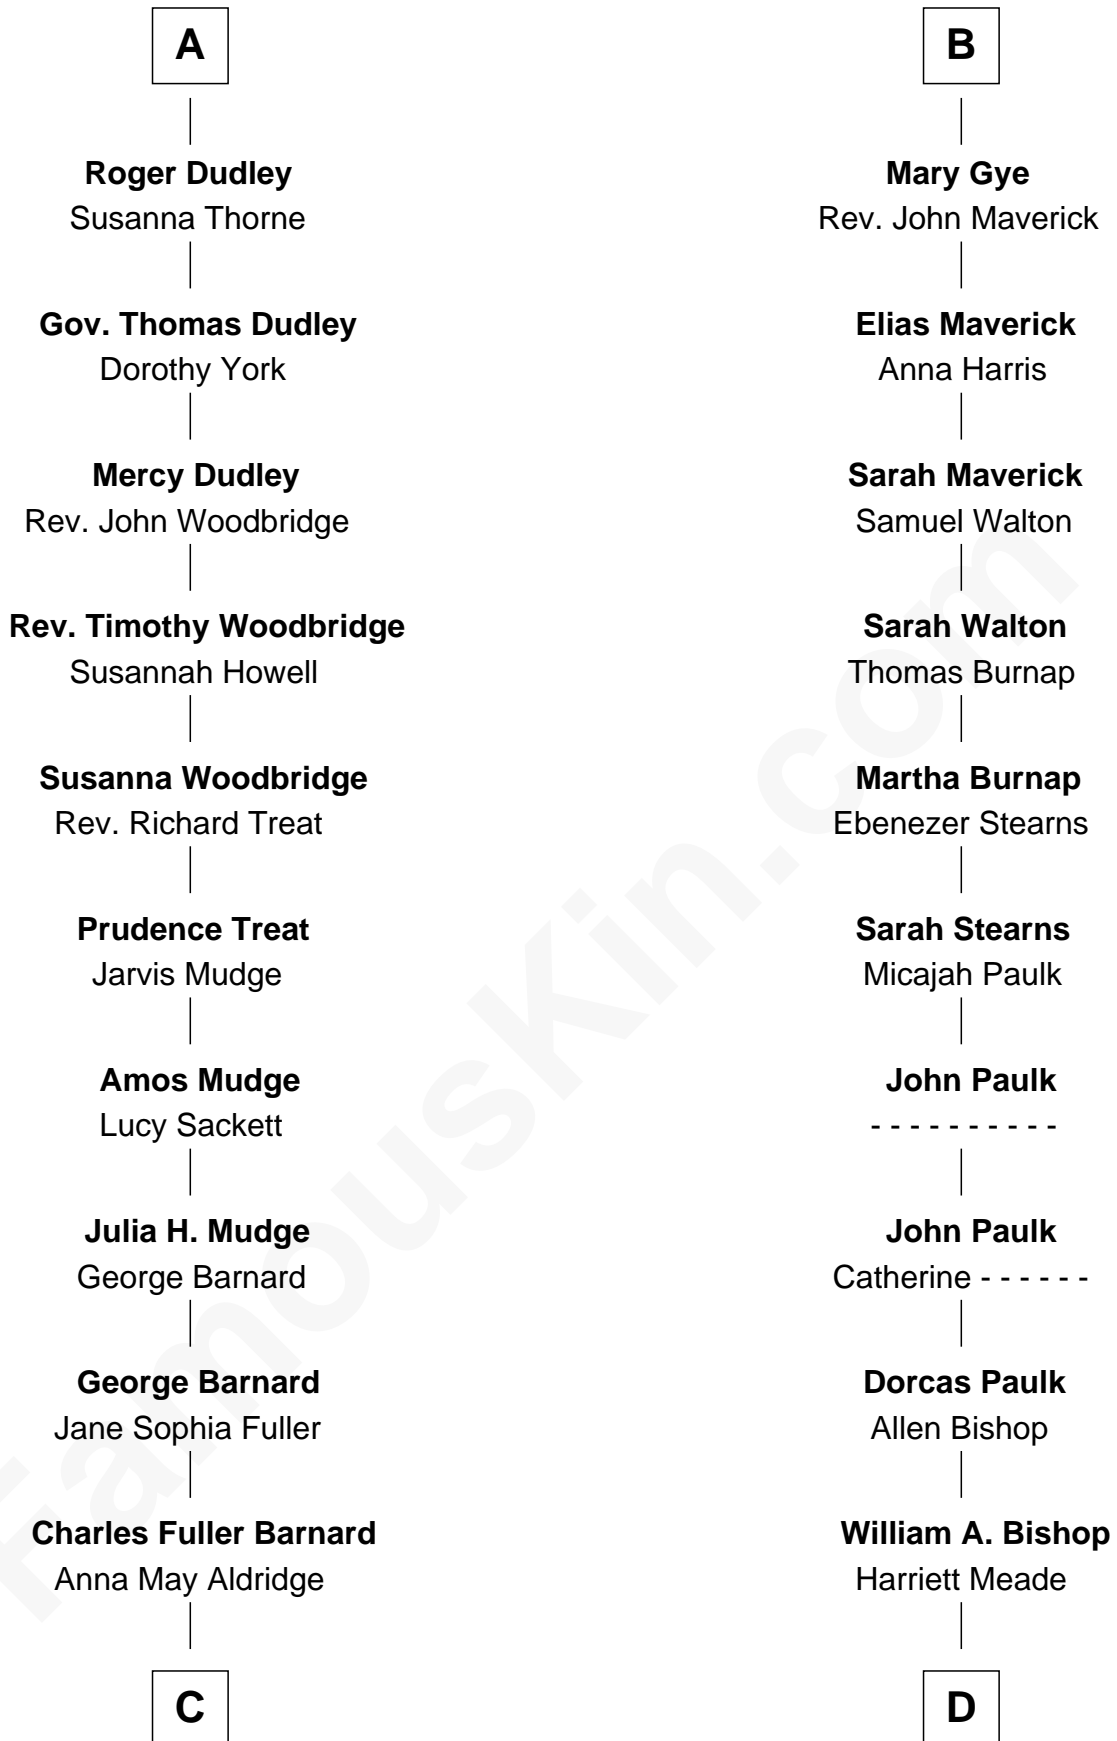 A
Roger Dudley
Susanna Thorne
Gov. Thomas Dudley
Dorothy York
Mercy Dudley
Rev. John Woodbridge
Rev. Timothy Woodbridge
Susannah Howell
Susanna Woodbridge
Rev. Richard Treat
Prudence Treat
Jarvis Mudge
Amos Mudge
Lucy Sackett
Julia H. Mudge
George Barnard
George Barnard
Jane Sophia Fuller
Charles Fuller Barnard
Anna May Aldridge
C
B
Mary Gye
Rev. John Maverick
Elias Maverick
Anna Harris
Sarah Maverick
Samuel Walton
Sarah Walton
Thomas Burnap
Martha Burnap
Ebenezer Stearns
Sarah Stearns
Micajah Paulk
John Paulk
- - - - - - - - - -
John Paulk
Catherine - - - - - -
Dorcas Paulk
Allen Bishop
William A. Bishop
Harriett Meade
D
FamousKin.com